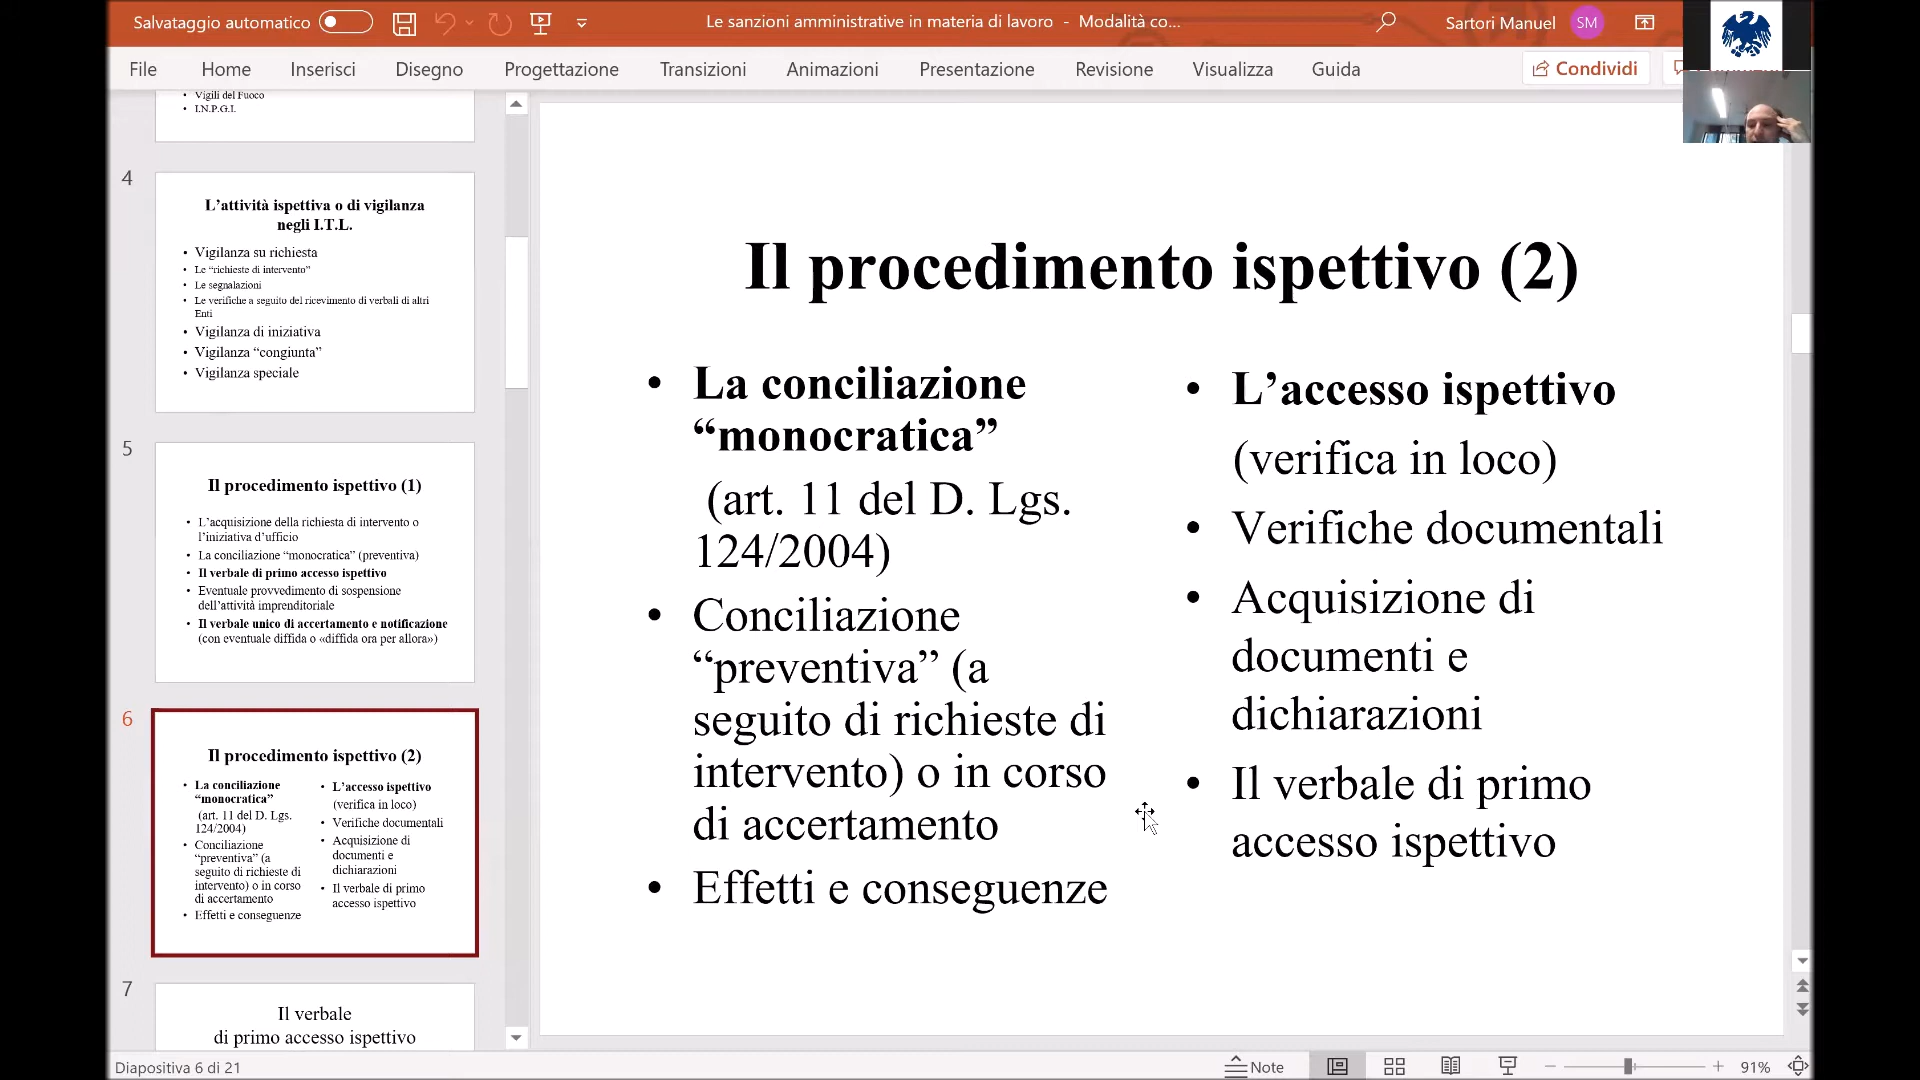 Salvataggio automatico
Le sanzioni amministrative in materia di lavoro - Modalità co...
Sartori Manuel
SM
File
Home
Inserisci
Disegno
Progettazione
Transizioni
Animazioni
Presentazione
Revisione
Visualizza
Guida
Condividi
• Vigili del Fuoco
• I.N.P.G.I.
4
L’attività ispettiva o di vigilanza
negli I.T.L.
• Vigilanza su richiesta
• Le “richieste di intervento”
• Le segnalazioni
• Le verifiche a seguito del ricevimento di verbali di altri
Enti
• Vigilanza di iniziativa
• Vigilanza “congiunta”
• Vigilanza speciale
5
Il procedimento ispettivo (1)
• L’acquisizione della richiesta di intervento o
l’iniziativa d’ufficio
• La conciliazione “monocratica” (preventiva)
• Il verbale di primo accesso ispettivo
• Eventuale provvedimento di sospensione
dell’attività imprenditoriale
• Il verbale unico di accertamento e notificazione
(con eventuale diffida o «diffida ora per allora»)
6
Il procedimento ispettivo (2)
• La conciliazione
“monocratica”
(art. 11 del D. Lgs.
124/2004)
• Conciliazione
“preventiva” (a
seguito di richieste di
intervento) o in corso
di accertamento
• Effetti e conseguenze
• L’accesso ispettivo
(verifica in loco)
• Verifiche documentali
• Acquisizione di
documenti e
dichiarazioni
• Il verbale di primo
accesso ispettivo
7
Il verbale
di primo accesso ispettivo
Il procedimento ispettivo (2)
• La conciliazione
“monocratica”
(art. 11 del D. Lgs.
124/2004)
• Conciliazione
“preventiva” (a
seguito di richieste di
intervento) o in corso
di accertamento
• Effetti e conseguenze
• L’accesso ispettivo
(verifica in loco)
• Verifiche documentali
• Acquisizione di
documenti e
dichiarazioni
• Il verbale di primo
accesso ispettivo
Diapositiva 6 di 21
Note
91%